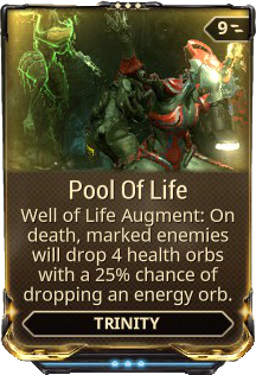 9
Pool Of Life
Well of Life Augment: On
death, marked enemies
will drop 4 health orbs
with a 25% chance of
dropping an energy orb.
TRINITY